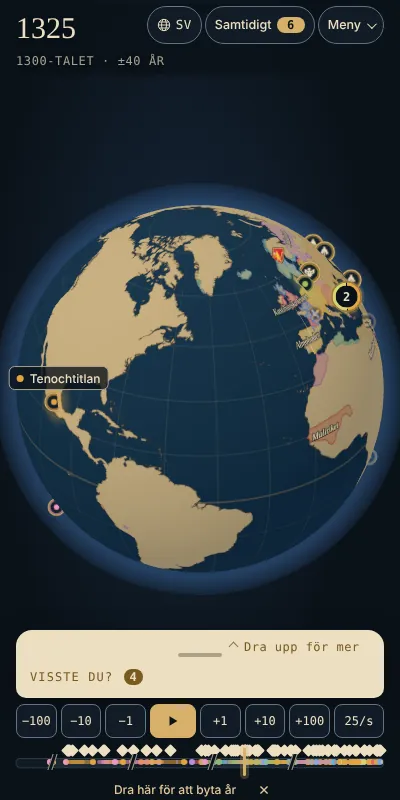 1325
SV
Samtidigt 6
Meny
1300-TALET · ±40 ÅR
2
Tenochtitlan
Maliriket
Dra upp för mer
VISSTE DU? 4
−100
−10
−1
+1
+10
+100
25/s
Dra här för att byta år ×